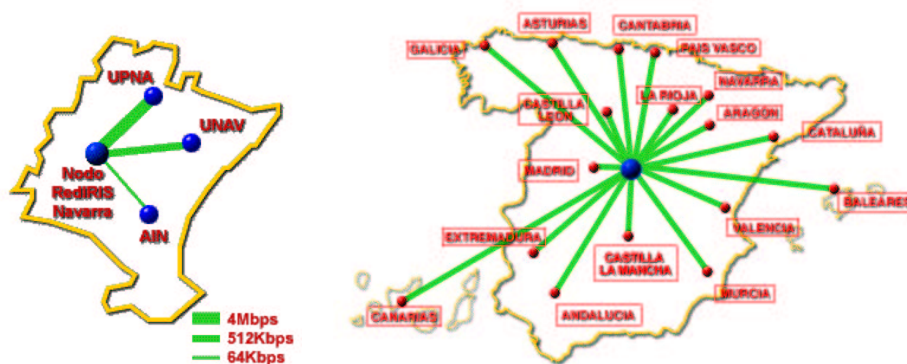 UPNA
UNAV
Nodo
RedIRIS
Navarra
AIN
4Mbps
512Kbps
64Kbps
ASTURIAS
CANTABRIA
GALICIA
PAIS VASCO
NAVARRA
CASTILLA
LEON
LA RIOJA
ARAGON
CATALUÑA
MADRID
BALEARES
EXTREMADURA
VALENCIA
CASTILLA
LA MANCHA
MURCIA
CANARIAS
ANDALUCIA